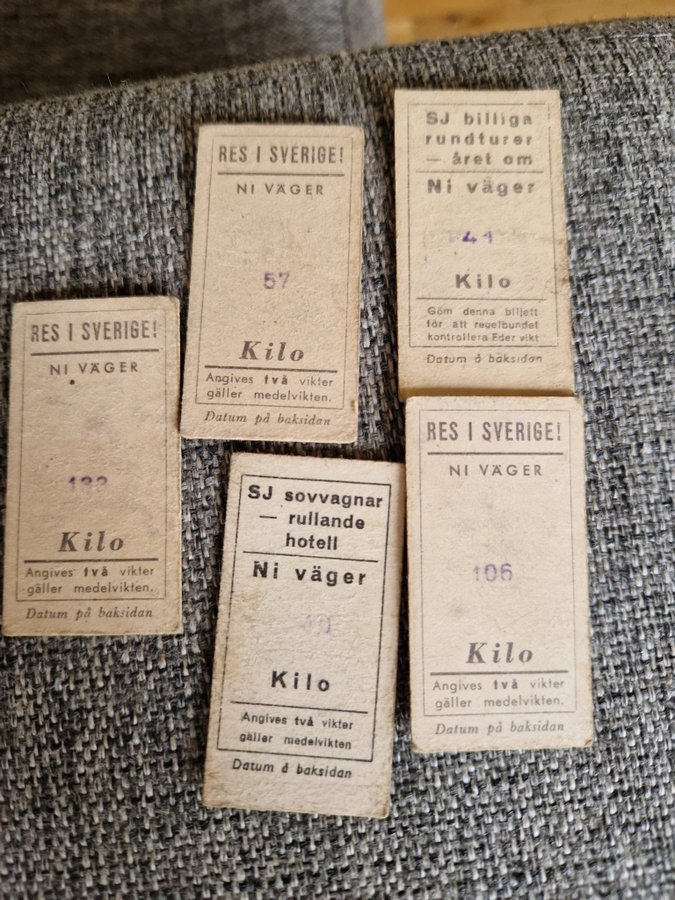 RES I SVERIGE!
NI VÄGER
57
Kilo
Angives två vikter
gäller medelvikten.
Datum på baksidan
SJ billiga
rundturer
— året om
Ni väger
41
Kilo
Göm denna biljett
för att regelbundet
kontrollera Eder vikt
Datum å baksidan
RES I SVERIGE!
NI VÄGER
Kilo
Angives två vikter
gäller medelvikten.
Datum på baksidan
SJ sovvagnar
— rullande
hotell
Ni väger
Kilo
Angives två vikter
gäller medelvikten
Datum å baksidan
RES I SVERIGE!
NI VÄGER
106
Kilo
Angives två vikter
gäller medelvikten.
Datum på baksidan